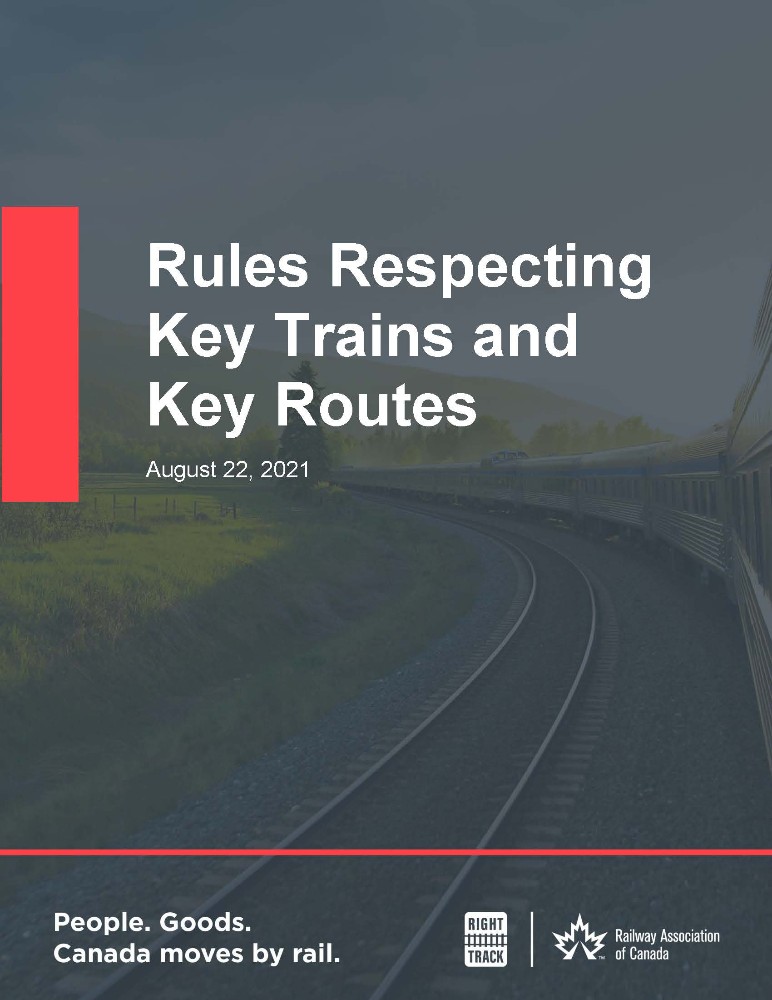 Rules Respecting
Key Trains and
Key Routes
August 22, 2021
People. Goods.
Canada moves by rail.
RIGHT
TRACK
TM
Railway Association
of Canada